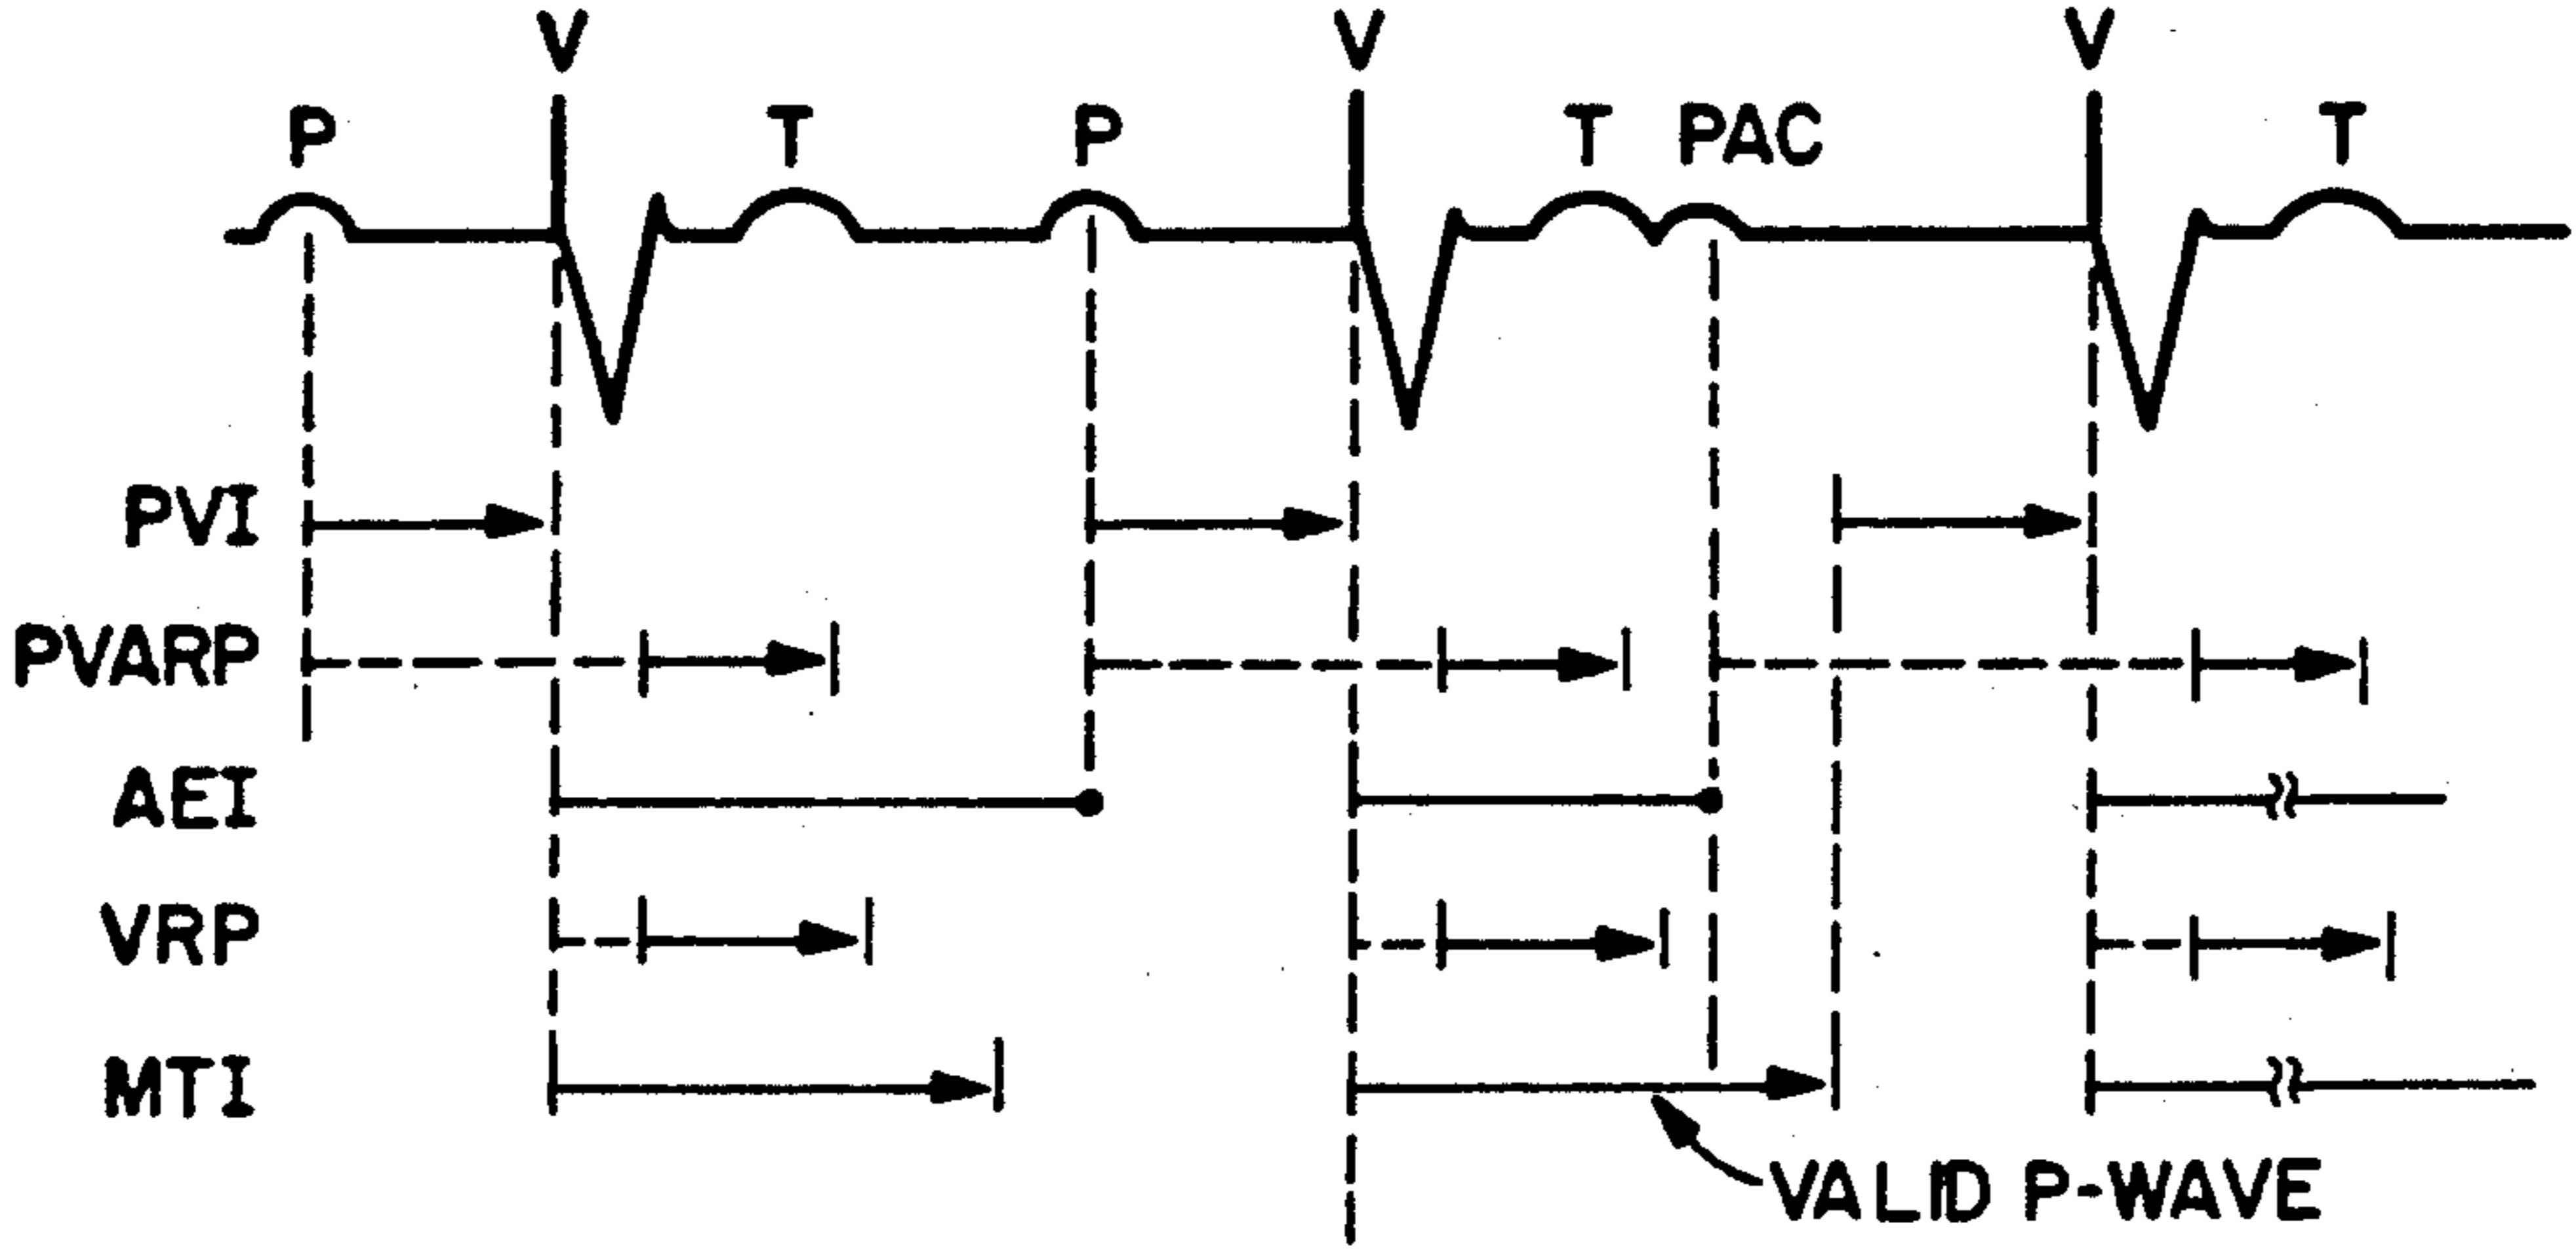 V V V
P T P T PAC T
PVI
PVARP
AEI
VRP
MTI
VALID P-WAVE